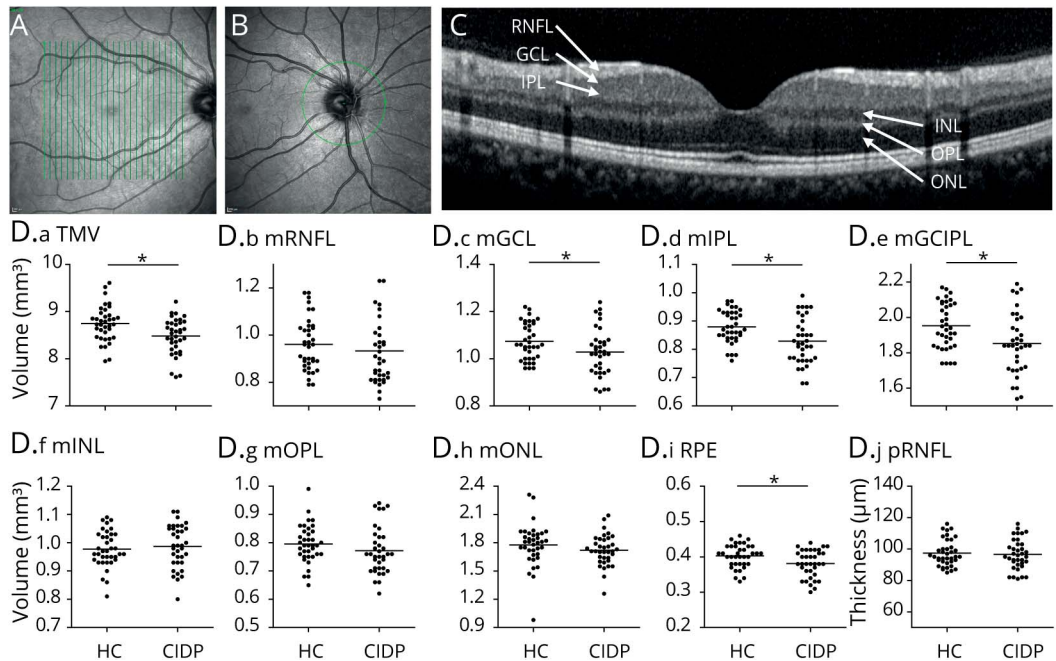 A
B
C
RNFL
GCL
IPL
INL
OPL
ONL
D.a TMV
D.b mRNFL
D.c mGCL
D.d mIPL
D.e mGCIPL
Volume (mm³)
10
9
8
7
*
1.2
1.0
0.8
1.4
1.2
1.0
0.8
*
1.1
1.0
0.9
0.8
0.7
0.6
*
2.2
2.0
1.8
1.6
*
D.f mINL
D.g mOPL
D.h mONL
D.i RPE
D.j pRNFL
Volume (mm³)
1.2
1.1
1.0
0.9
0.8
0.7
HC CIDP
1.0
0.9
0.8
0.7
0.6
0.5
HC CIDP
2.4
2.1
1.8
1.5
1.2
0.9
HC CIDP
0.6
0.5
0.4
0.3
0.2
*
HC CIDP
Thickness (μm)
140
120
100
80
60
HC CIDP